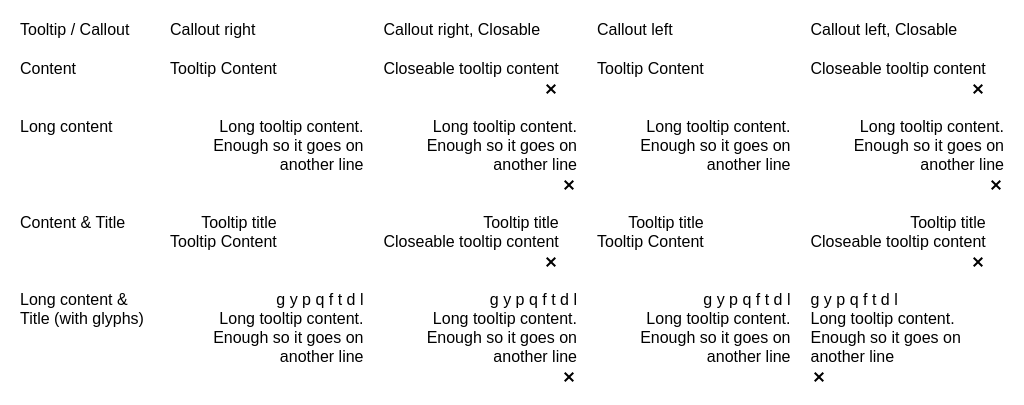 Tooltip / Callout Callout right Callout right, Closable Callout left Callout left, Closable
Content Tooltip Content Closeable tooltip content Tooltip Content Closeable tooltip content
✕ ✕
Long content Long tooltip content. Long tooltip content. Long tooltip content. Long tooltip content.
Enough so it goes on Enough so it goes on Enough so it goes on Enough so it goes on
another line another line another line another line
✕ ✕
Content & Title Tooltip title Tooltip title Tooltip title Tooltip title
Tooltip Content Closeable tooltip content Tooltip Content Closeable tooltip content
✕ ✕
Long content & g y p q f t d l g y p q f t d l g y p q f t d l g y p q f t d l
Title (with glyphs) Long tooltip content. Long tooltip content. Long tooltip content. Long tooltip content.
Enough so it goes on Enough so it goes on Enough so it goes on Enough so it goes on
another line another line another line another line
✕ ✕